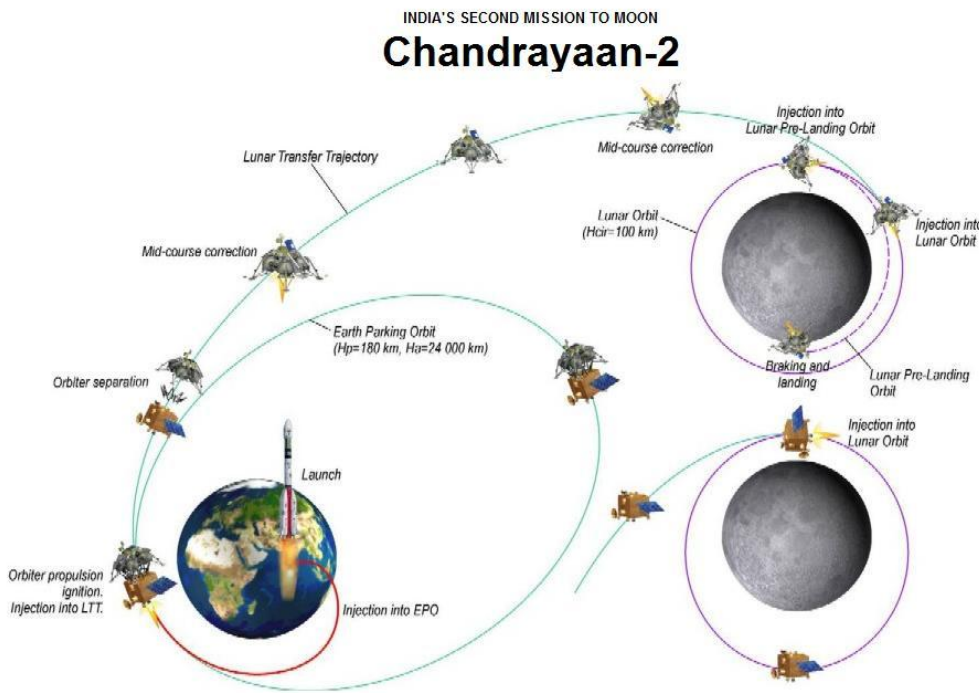 INDIA'S SECOND MISSION TO MOON
Chandrayaan-2
Injection into
Lunar Pre-Landing Orbit
Mid-course correction
Lunar Transfer Trajectory
Lunar Orbit
(Hcir=100 km)
Injection into
Lunar Orbit
Mid-course correction
Earth Parking Orbit
(Hp=180 km, Ha=24 000 km)
Braking and
landing
Lunar Pre-Landing
Orbit
Orbiter separation
Injection into
Lunar Orbit
Launch
Orbiter propulsion
ignition.
Injection into LTT.
Injection into EPO